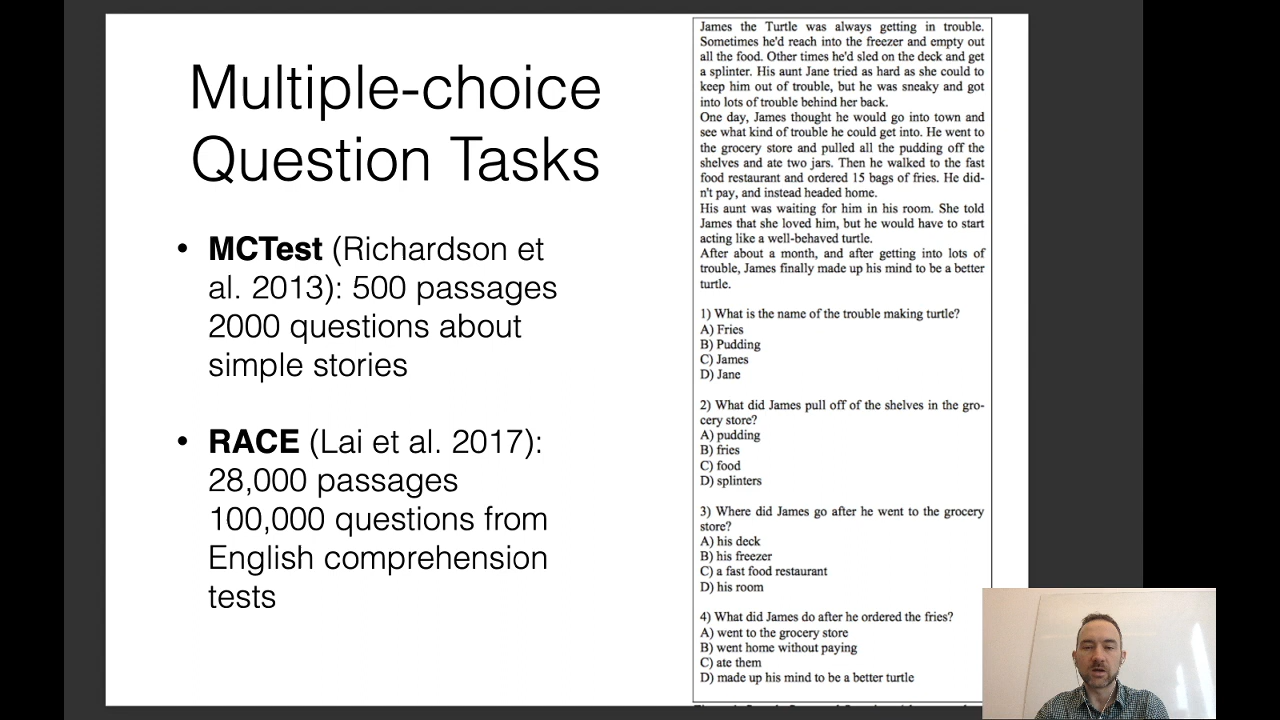 Multiple-choice
Question Tasks
• MCTest (Richardson et
al. 2013): 500 passages
2000 questions about
simple stories
• RACE (Lai et al. 2017):
28,000 passages
100,000 questions from
English comprehension
tests
James the Turtle was always getting in trouble.
Sometimes he'd reach into the freezer and empty out
all the food. Other times he'd sled on the deck and get
a splinter. His aunt Jane tried as hard as she could to
keep him out of trouble, but he was sneaky and got
into lots of trouble behind her back.
One day, James thought he would go into town and
see what kind of trouble he could get into. He went to
the grocery store and pulled all the pudding off the
shelves and ate two jars. Then he walked to the fast
food restaurant and ordered 15 bags of fries. He did-
n't pay, and instead headed home.
His aunt was waiting for him in his room. She told
James that she loved him, but he would have to start
acting like a well-behaved turtle.
After about a month, and after getting into lots of
trouble, James finally made up his mind to be a better
turtle.
1) What is the name of the trouble making turtle?
A) Fries
B) Pudding
C) James
D) Jane
2) What did James pull off of the shelves in the gro-
cery store?
A) pudding
B) fries
C) food
D) splinters
3) Where did James go after he went to the grocery
store?
A) his deck
B) his freezer
C) a fast food restaurant
D) his room
4) What did James do after he ordered the fries?
A) went to the grocery store
B) went home without paying
C) ate them
D) made up his mind to be a better turtle